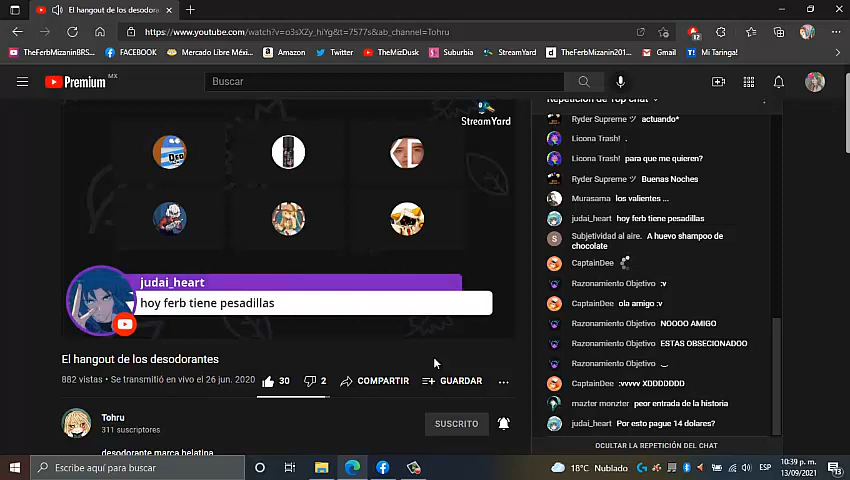 El hangout de los desodora
https://www.youtube.com/watch?v=o3sXZy_hiYg&t=7577s&ab_channel=Tohru
12
TheFerbMizaninBRS...
FACEBOOK
Mercado Libre Méxi...
Amazon
Twitter
TheMizDusk
Suburbia
StreamYard
TheFerbMizanin201...
Gmail
Mi Taringa!
Premium MX
Buscar
StreamYard
judai_heart
hoy ferb tiene pesadillas
El hangout de los desodorantes
882 vistas • Se transmitió en vivo el 26 jun. 2020
30
2
COMPARTIR
GUARDAR
Tohru
311 suscriptores
SUSCRITO
desodorante marca helatina
Repetición de Top chat
Ryder Supreme ツ actuando*
Licona Trash! .
Licona Trash! para que me quieren?
Ryder Supreme ツ Buenas Noches
Murasama los valientes ...
judai_heart hoy ferb tiene pesadillas
S Subjetividad al aire. A huevo shampoo de
chocolate
CaptainDee
Razonamiento Objetivo :v
CaptainDee ola amigo :v
Razonamiento Objetivo NOOOO AMIGO
Razonamiento Objetivo ESTAS OBSECIONADOO
Razonamiento Objetivo ._.
CaptainDee :vvvvv XDDDDDDD
mazter monzter peor entrada de la historia
judai_heart Por esto pague 14 dolares?
OCULTAR LA REPETICIÓN DEL CHAT
Escribe aquí para buscar
18°C Nublado
ESP
10:39 p. m.
13/09/2021
13